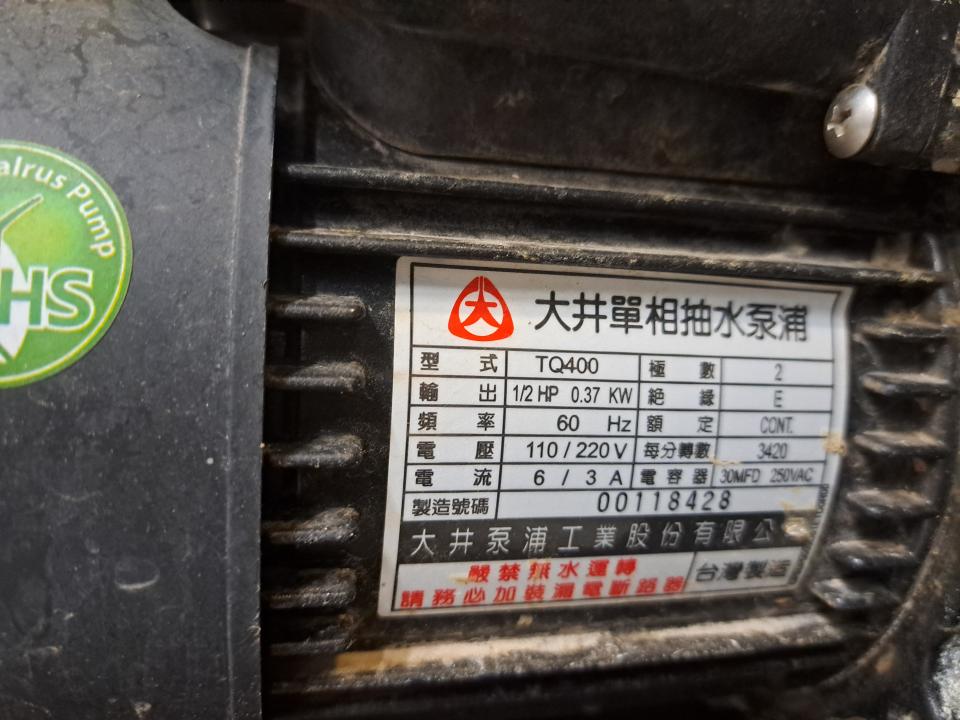 alrus Pump
HS
大井單相抽水泵浦
型式 TQ400 極數 2
輸出 1/2 HP 0.37 KW 絕緣 E
頻率 60 Hz 額定 CONT.
電壓 110 / 220 V 每分轉數 3420
電流 6 / 3 A 電容器 30MFD 250VAC
製造號碼 00118428
大井泵浦工業股份有限公
嚴禁無水運轉
請務必加裝漏電斷路器
台灣製造